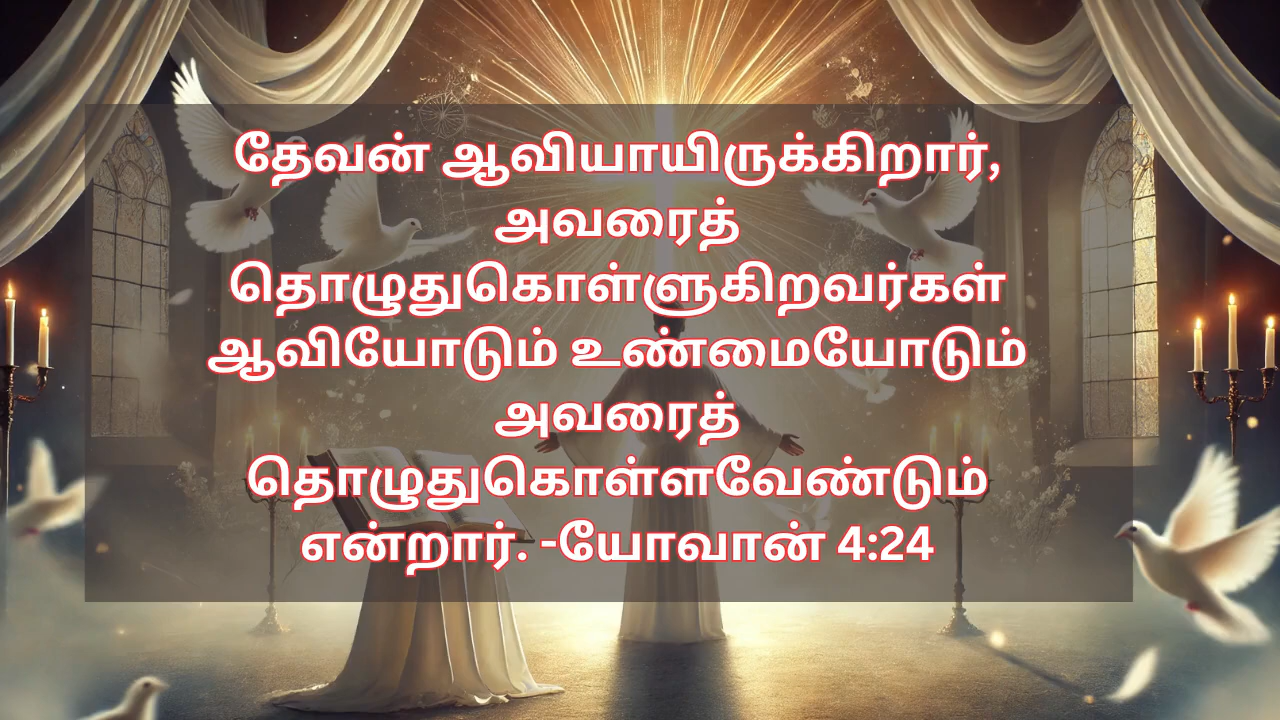 தேவன் ஆவியாயிருக்கிறார்,
அவரைத்
தொழுதுகொள்ளுகிறவர்கள்
ஆவியோடும் உண்மையோடும்
அவரைத்
தொழுதுகொள்ளவேண்டும்
என்றார். -யோவான் 4:24